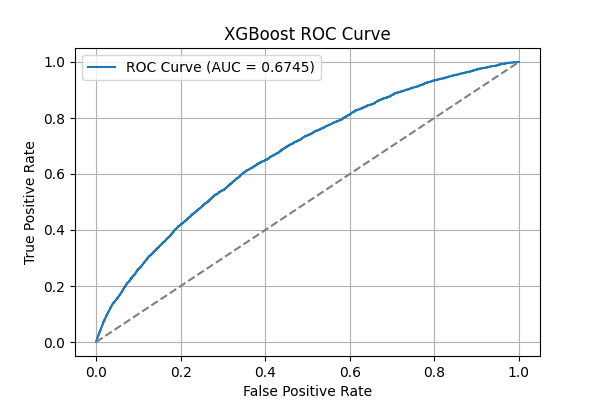 XGBoost ROC Curve
ROC Curve (AUC = 0.6745)
True Positive Rate
1.0
0.8
0.6
0.4
0.2
0.0
0.0 0.2 0.4 0.6 0.8 1.0
False Positive Rate